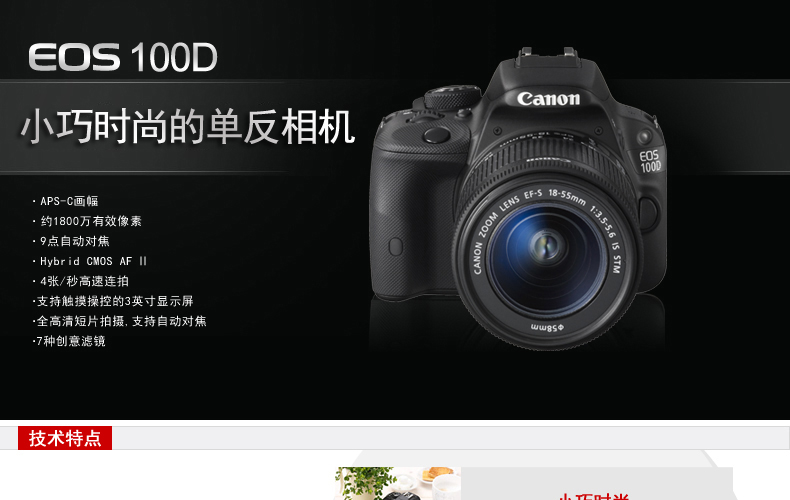 EOS 100D
小巧时尚的单反相机
· APS-C画幅
· 约1800万有效像素
· 9点自动对焦
· Hybrid CMOS AF Ⅱ
· 4张/秒高速连拍
·支持触摸操控的3英寸显示屏
·全高清短片拍摄,支持自动对焦
·7种创意滤镜
Canon
EOS
100D
CANON ZOOM LENS EF-S 18-55mm 1:3.5-5.6 IS STM
φ58mm
技术特点
小巧时尚